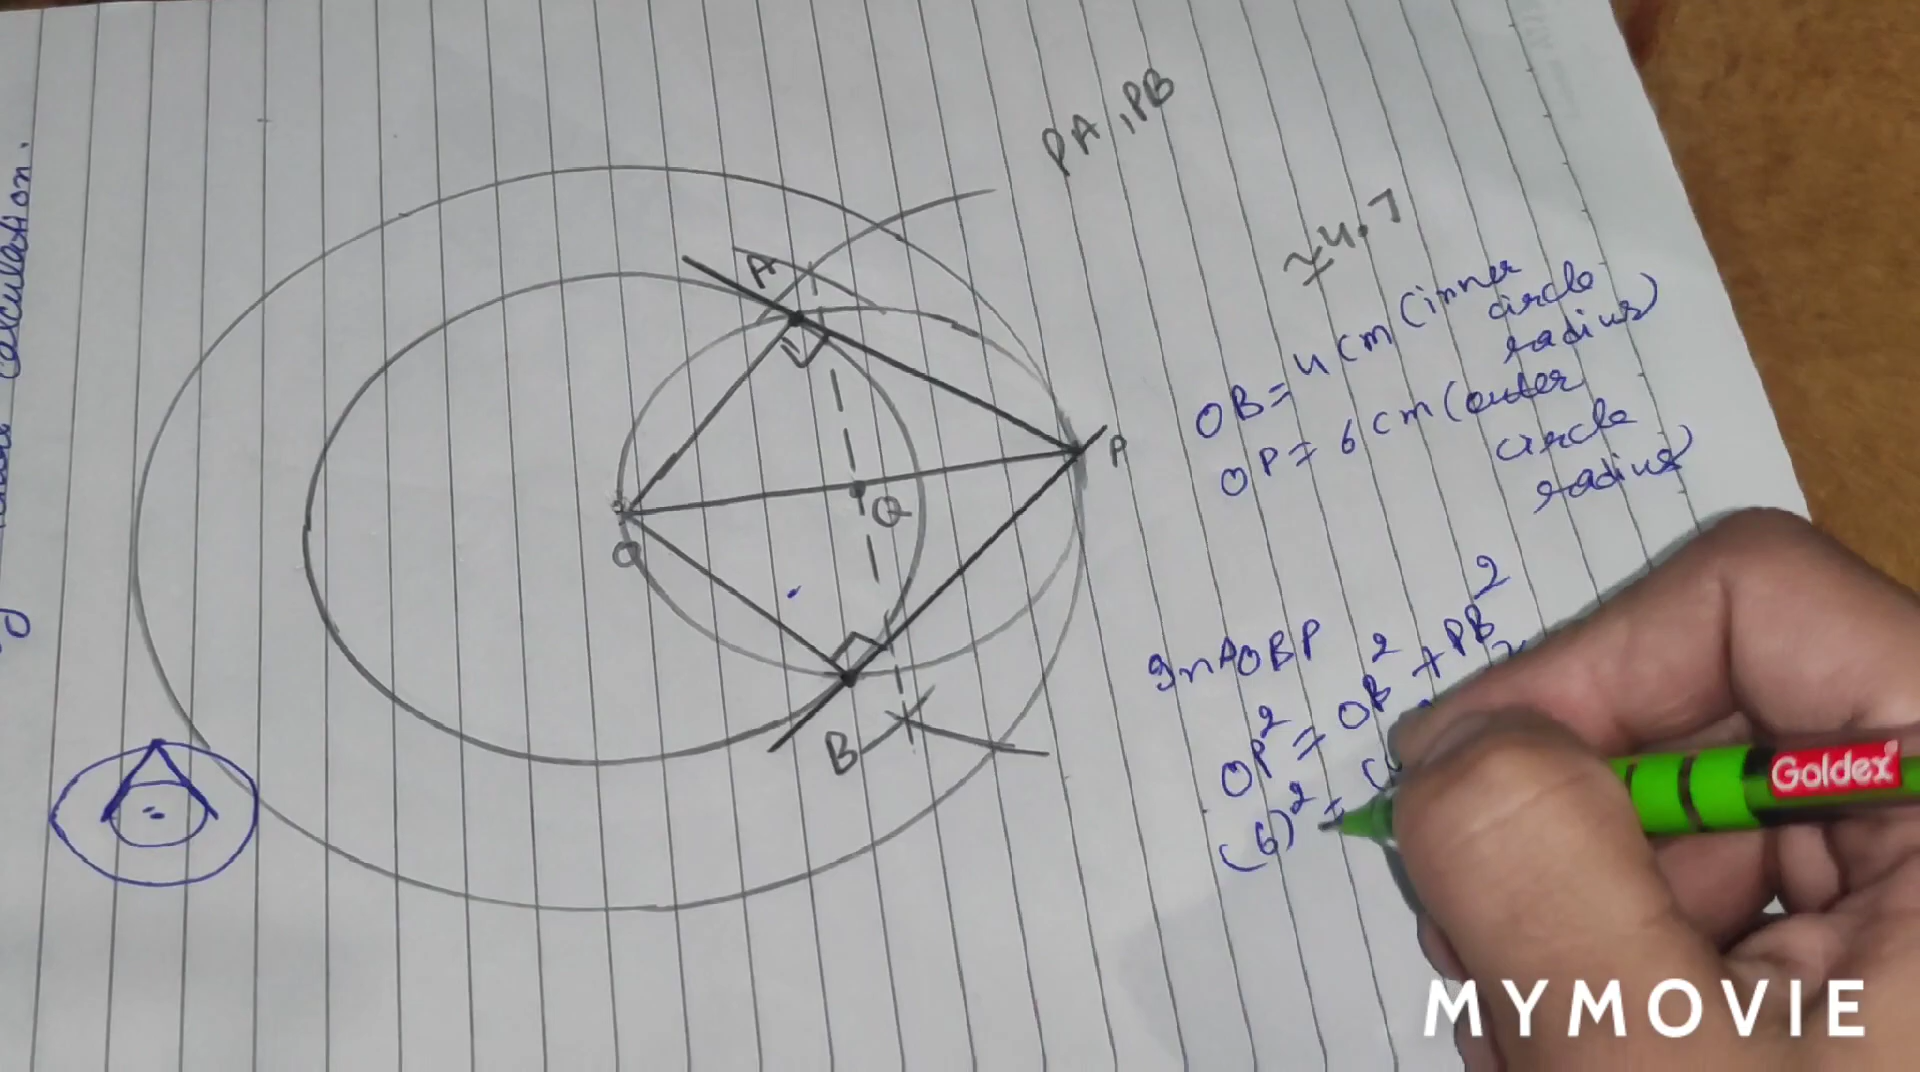 calculation.
PA, PB
= 4.7
OB = 4 cm (inner
circle
radius)
OP = 6 cm (outer
circle
radius)
A
P
Q
O
B
In △OBP
OP² = OB² + PB²
(6)² =
Goldex
MYMOVIE